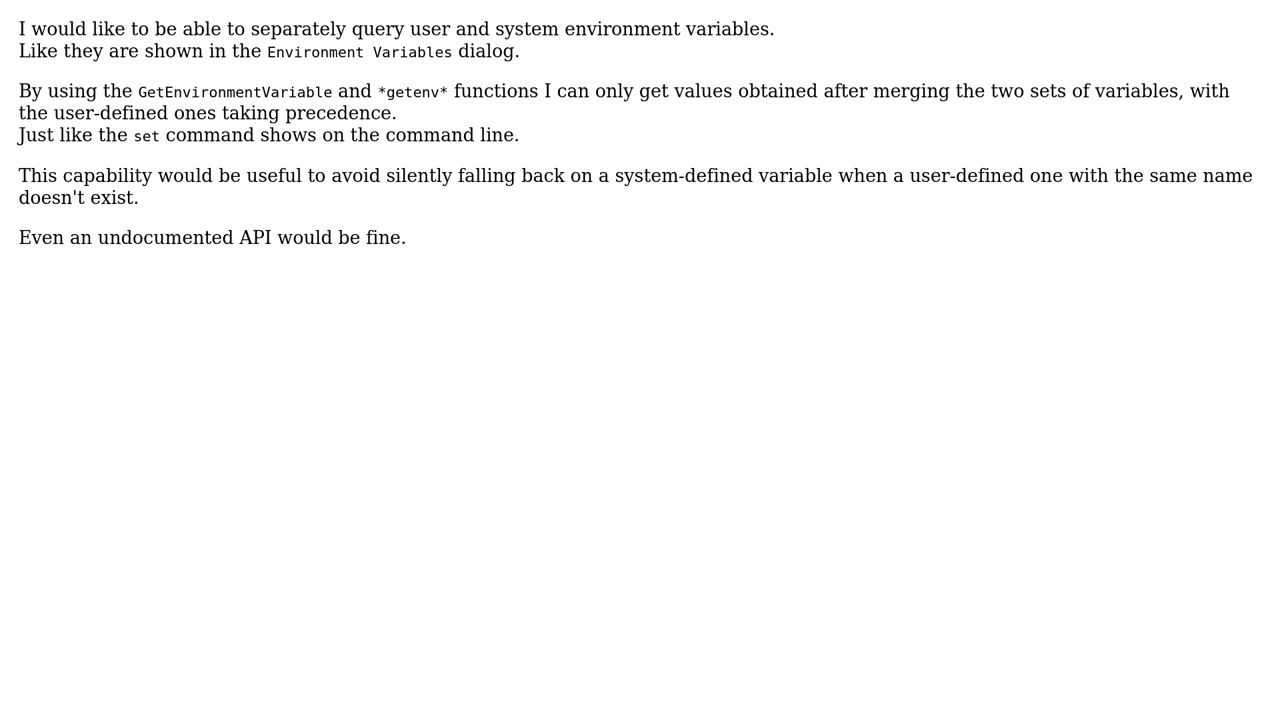 I would like to be able to separately query user and system environment variables.
Like they are shown in the Environment Variables dialog.
By using the GetEnvironmentVariable and *getenv* functions I can only get values obtained after merging the two sets of variables, with
the user-defined ones taking precedence.
Just like the set command shows on the command line.
This capability would be useful to avoid silently falling back on a system-defined variable when a user-defined one with the same name
doesn't exist.
Even an undocumented API would be fine.